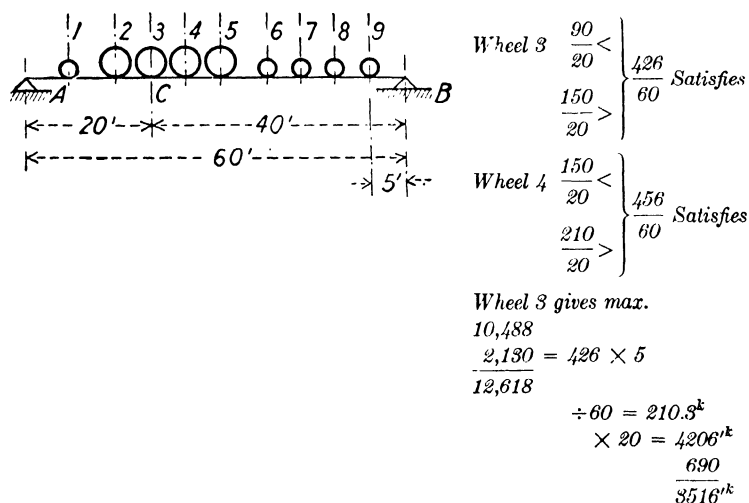 1 2 3 4 5 6 7 8 9
A C B
20' 40'
60'
5'
Wheel 3 90/20 <
150/20 > } 426/60 Satisfies
Wheel 4 150/20 <
210/20 > } 456/60 Satisfies
Wheel 3 gives max.
10,488
2,130 = 426 × 5
12,618
÷60 = 210.3k
× 20 = 4206'k
690
3516'k